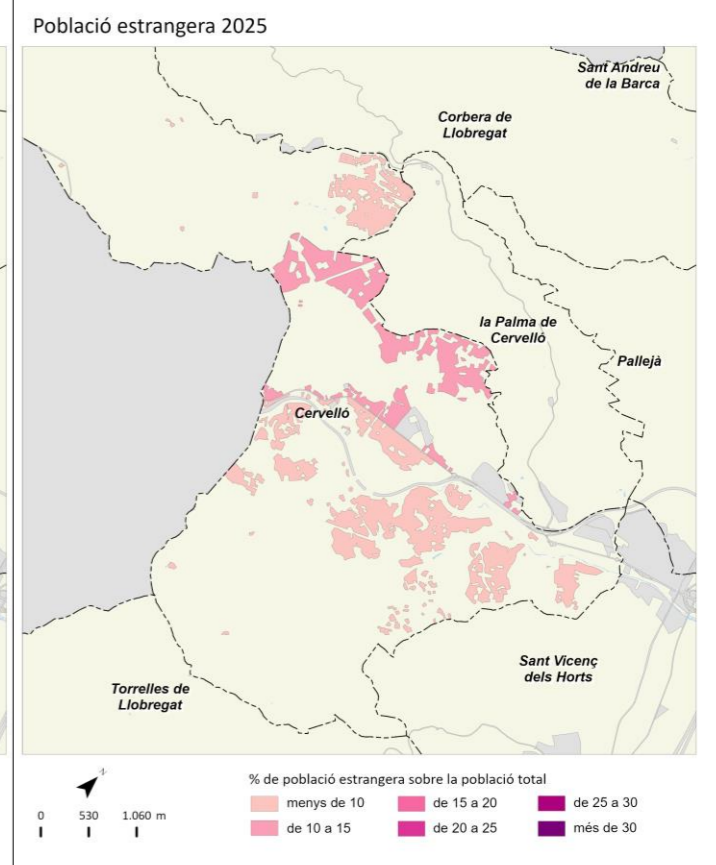 Població estrangera 2025
Sant Andreu
de la Barca
Corbera de
Llobregat
la Palma de
Cervelló
Pallejà
Cervelló
Sant Vicenç
dels Horts
Torrelles de
Llobregat
N
0 530 1.060 m
% de població estrangera sobre la població total
menys de 10 de 15 a 20 de 25 a 30
de 10 a 15 de 20 a 25 més de 30